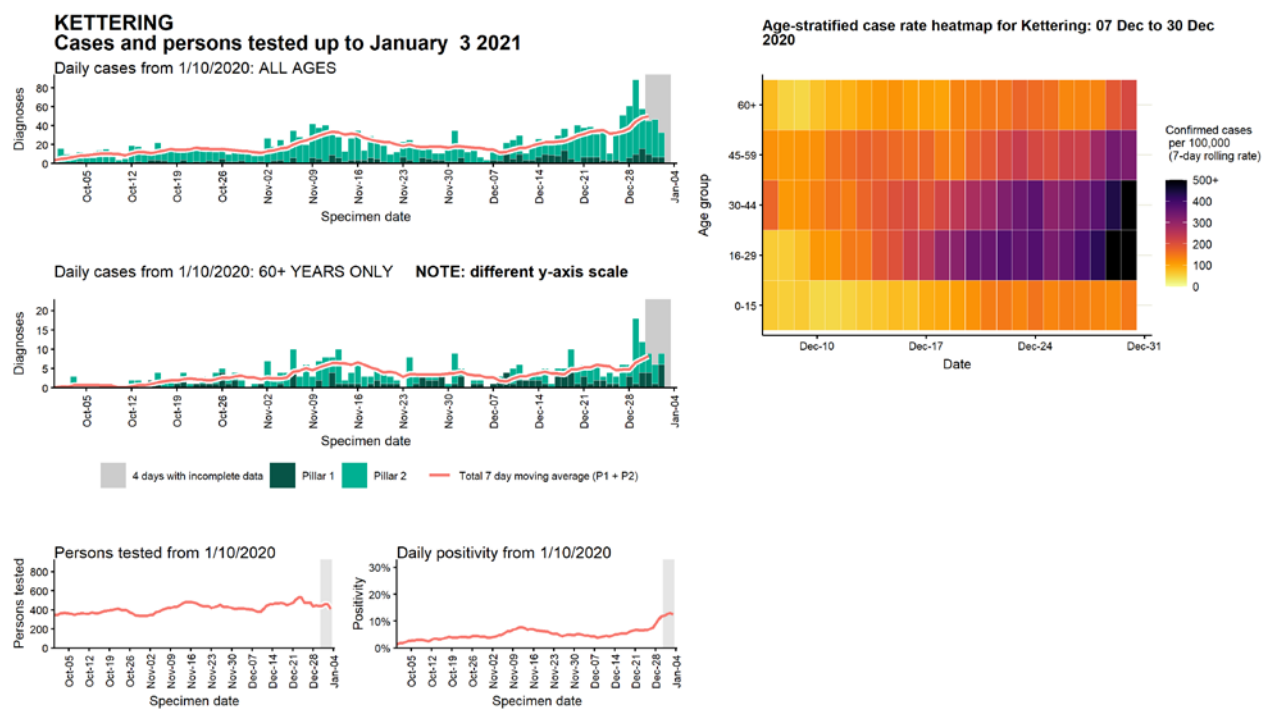 KETTERING
Cases and persons tested up to January 3 2021
Daily cases from 1/10/2020: ALL AGES
Diagnoses
80
60
40
20
0
Oct-05
Oct-12
Oct-19
Oct-26
Nov-02
Nov-09
Nov-16
Nov-23
Nov-30
Dec-07
Dec-14
Dec-21
Dec-28
Jan-04
Specimen date
Daily cases from 1/10/2020: 60+ YEARS ONLY NOTE: different y-axis scale
Diagnoses
20
15
10
5
0
Oct-05
Oct-12
Oct-19
Oct-26
Nov-02
Nov-09
Nov-16
Nov-23
Nov-30
Dec-07
Dec-14
Dec-21
Dec-28
Jan-04
Specimen date
4 days with incomplete data Pillar 1 Pillar 2 Total 7 day moving average (P1 + P2)
Persons tested from 1/10/2020
Persons tested
800
600
400
200
0
Oct-05
Oct-12
Oct-19
Oct-26
Nov-02
Nov-09
Nov-16
Nov-23
Nov-30
Dec-07
Dec-14
Dec-21
Dec-28
Jan-04
Specimen date
Daily positivity from 1/10/2020
Positivity
30%
20%
10%
0%
Oct-05
Oct-12
Oct-19
Oct-26
Nov-02
Nov-09
Nov-16
Nov-23
Nov-30
Dec-07
Dec-14
Dec-21
Dec-28
Jan-04
Specimen date
Age-stratified case rate heatmap for Kettering: 07 Dec to 30 Dec
2020
Age group
60+
45-59
30-44
16-29
0-15
Dec-10
Dec-17
Dec-24
Dec-31
Date
Confirmed cases
per 100,000
(7-day rolling rate)
500+
400
300
200
100
0